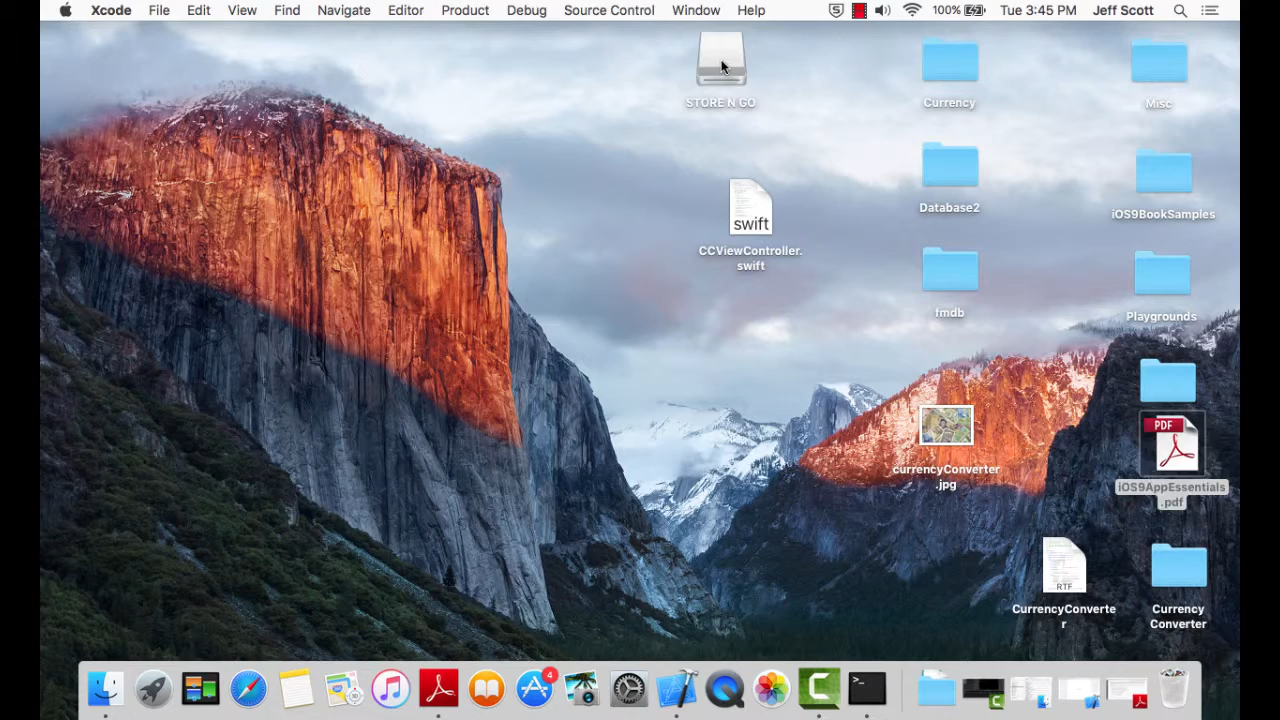 Xcode File Edit View Find Navigate Editor Product Debug Source Control Window Help 100% Tue 3:45 PM Jeff Scott
STORE N GO
Currency
Misc
swift
CCViewController.
swift
Database2
iOS9BookSamples
fmdb
Playgrounds
currencyConverter
.jpg
PDF
iOS9AppEssentials
.pdf
RTF
CurrencyConverte
r
Currency
Converter
4